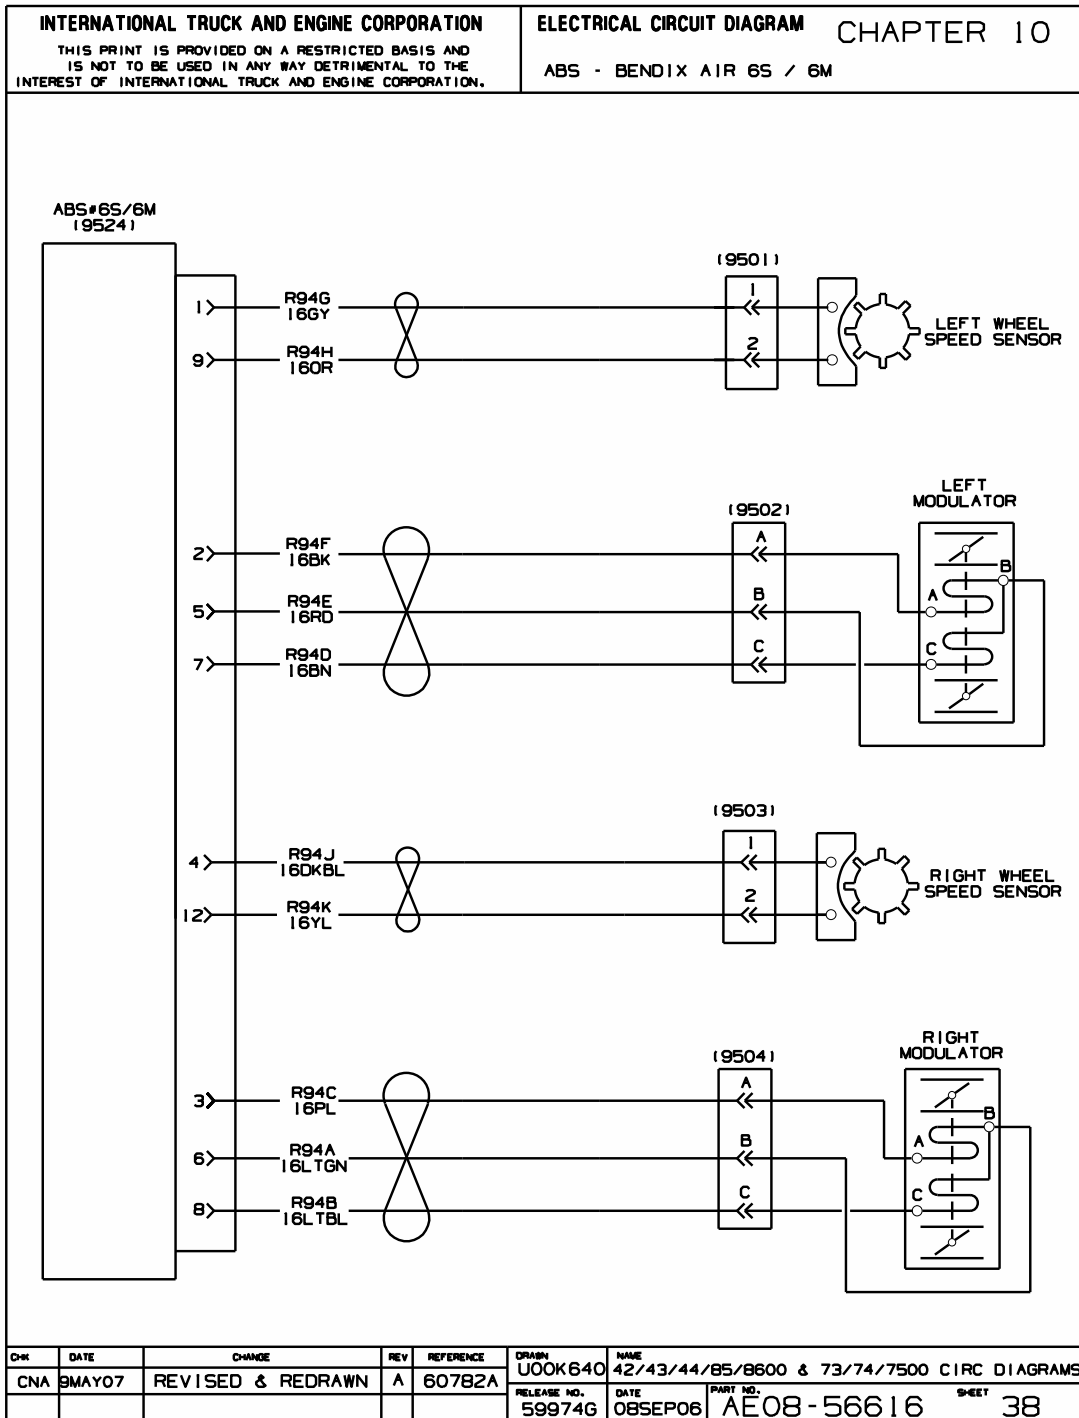 INTERNATIONAL TRUCK AND ENGINE CORPORATION
THIS PRINT IS PROVIDED ON A RESTRICTED BASIS AND
IS NOT TO BE USED IN ANY WAY DETRIMENTAL TO THE
INTEREST OF INTERNATIONAL TRUCK AND ENGINE CORPORATION.
ELECTRICAL CIRCUIT DIAGRAM CHAPTER 10
ABS - BENDIX AIR 6S / 6M
ABS#6S/6M
(9524)
(9501)
1
R94G
16GY
1
9
R94H
16OR
2
LEFT WHEEL
SPEED SENSOR
LEFT
MODULATOR
(9502)
2
R94F
16BK
A
B
5
R94E
16RD
B
A
7
R94D
16BN
C
C
(9503)
4
R94J
16DKBL
1
12
R94K
16YL
2
RIGHT WHEEL
SPEED SENSOR
RIGHT
MODULATOR
(9504)
3
R94C
16PL
A
B
6
R94A
16LTGN
B
A
8
R94B
16LTBL
C
C
CHK DATE CHANGE REV REFERENCE
CNA 9MAY07 REVISED & REDRAWN A 60782A
DRAWN NAME
U00K640 42/43/44/85/8600 & 73/74/7500 CIRC DIAGRAMS
RELEASE NO. DATE PART NO. SHEET
59974G 08SEP06 AE08-56616 38